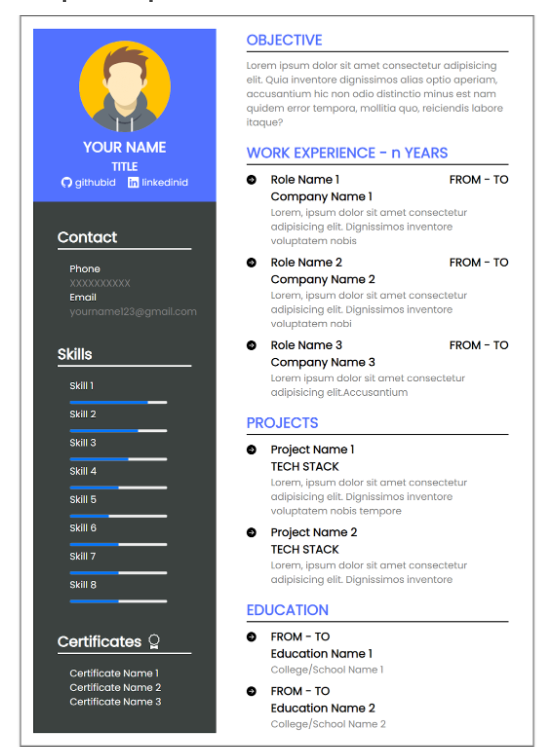 YOUR NAME
TITLE
githubid linkedinid
Contact
Phone
XXXXXXXXXX
Email
yourname123@gmail.com
Skills
Skill 1
Skill 2
Skill 3
Skill 4
Skill 5
Skill 6
Skill 7
Skill 8
Certificates
Certificate Name 1
Certificate Name 2
Certificate Name 3
OBJECTIVE
Lorem ipsum dolor sit amet consectetur adipisicing
elit. Quia inventore dignissimos alias optio aperiam,
accusantium hic non odio distinctio minus est nam
quidem error tempora, mollitia quo, reiciendis labore
itaque?
WORK EXPERIENCE - n YEARS
Role Name 1 FROM - TO
Company Name 1
Lorem, ipsum dolor sit amet consectetur
adipisicing elit. Dignissimos inventore
voluptatem nobis
Role Name 2 FROM - TO
Company Name 2
Lorem, ipsum dolor sit amet consectetur
adipisicing elit. Dignissimos inventore
voluptatem nobi
Role Name 3 FROM - TO
Company Name 3
Lorem ipsum dolor sit amet consectetur
adipisicing elit.Accusantium
PROJECTS
Project Name 1
TECH STACK
Lorem, ipsum dolor sit amet consectetur
adipisicing elit. Dignissimos inventore
voluptatem nobis tempore
Project Name 2
TECH STACK
Lorem, ipsum dolor sit amet consectetur
adipisicing elit. Dignissimos inventore
EDUCATION
FROM - TO
Education Name 1
College/School Name 1
FROM - TO
Education Name 2
College/School Name 2